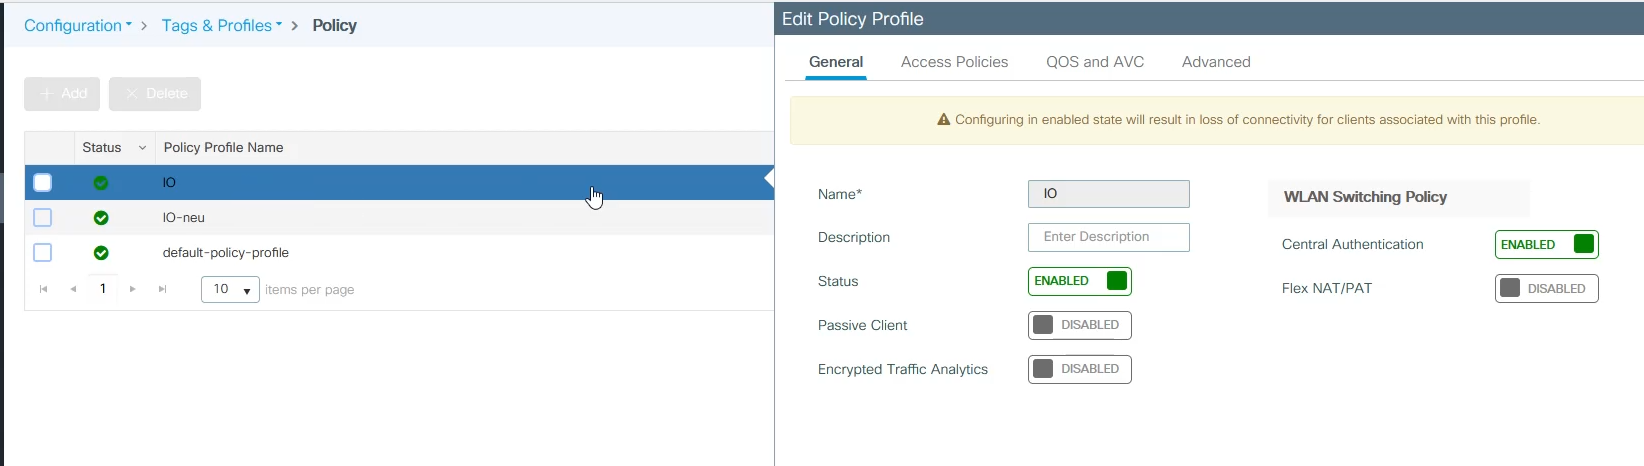 Configuration > Tags & Profiles > Policy
+ Add × Delete
Status Policy Profile Name
IO
IO-neu
default-policy-profile
1 10 items per page
Edit Policy Profile
General Access Policies QOS and AVC Advanced
Configuring in enabled state will result in loss of connectivity for clients associated with this profile.
Name* IO
Description Enter Description
Status ENABLED
Passive Client DISABLED
Encrypted Traffic Analytics DISABLED
WLAN Switching Policy
Central Authentication ENABLED
Flex NAT/PAT DISABLED